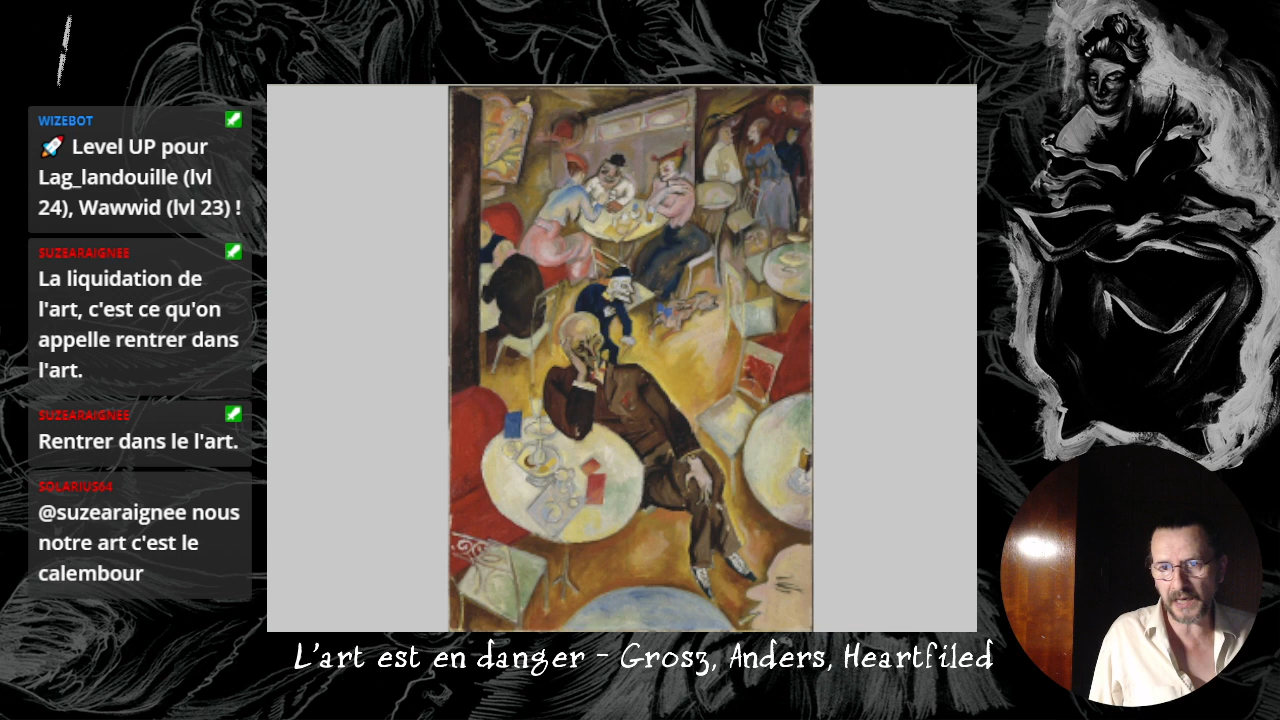 WIZEBOT
🚀 Level UP pour
Lag_landouille (lvl
24), Wawwid (lvl 23) !
SUZEARAIGNEE
La liquidation de
l'art, c'est ce qu'on
appelle rentrer dans
l'art.
SUZEARAIGNEE
Rentrer dans le l'art.
SOLARIUS64
@suzearaignee nous
notre art c'est le
calembour
L'art est en danger - Grosz, Anders, Heartfiled